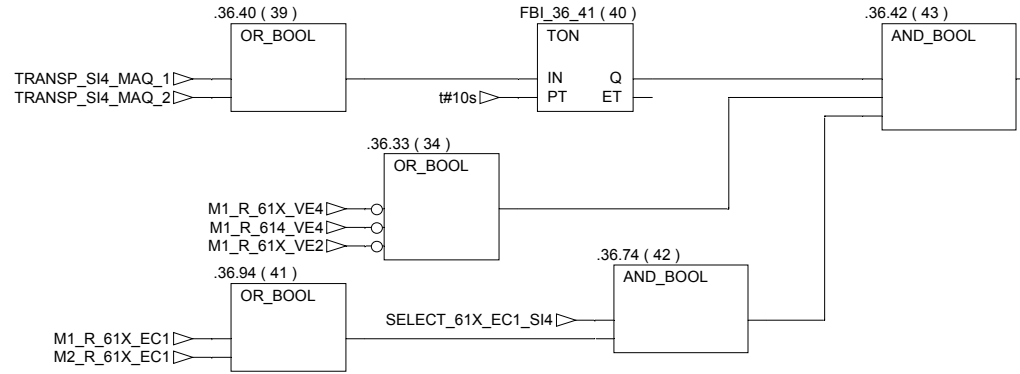 .36.40 ( 39 )
OR_BOOL
TRANSP_SI4_MAQ_1
TRANSP_SI4_MAQ_2
FBI_36_41 ( 40 )
TON
IN Q
t#10s PT ET
.36.42 ( 43 )
AND_BOOL
.36.33 ( 34 )
OR_BOOL
M1_R_61X_VE4
M1_R_614_VE4
M1_R_61X_VE2
.36.94 ( 41 )
OR_BOOL
M1_R_61X_EC1
M2_R_61X_EC1
.36.74 ( 42 )
AND_BOOL
SELECT_61X_EC1_SI4